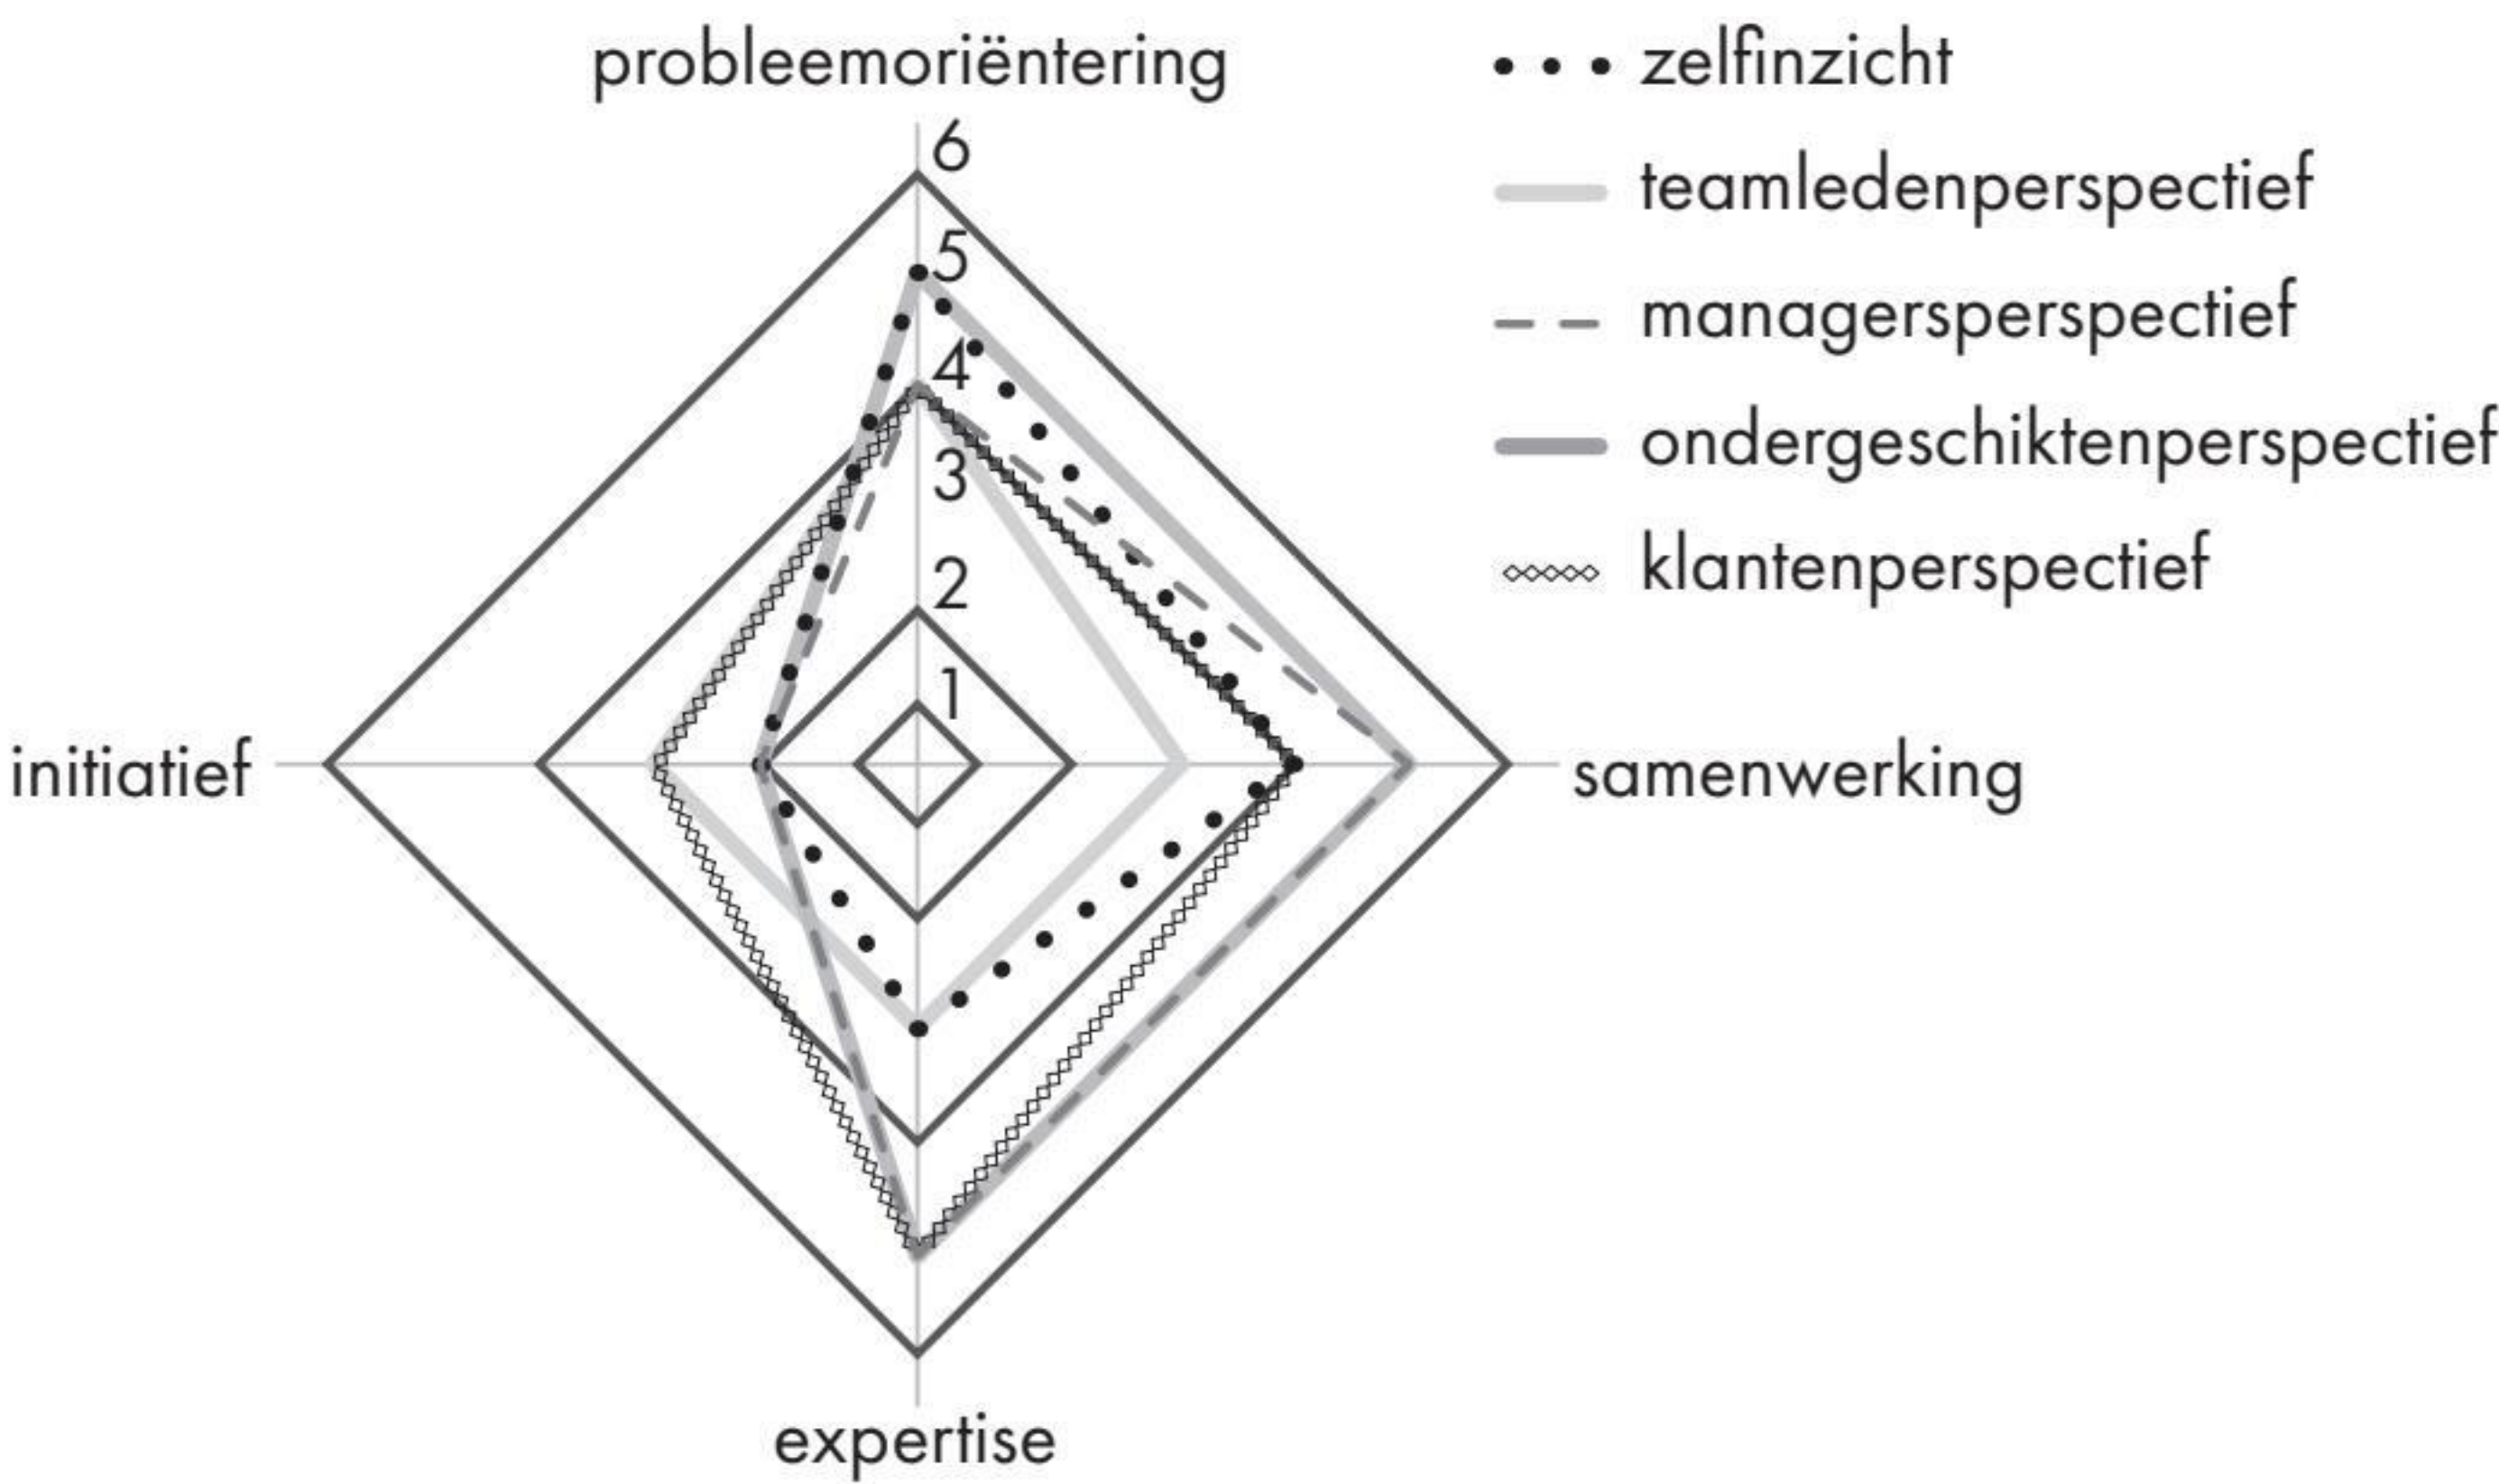 probleemoriëntering
6
5
4
3
2
1
initiatief
samenwerking
expertise
zelfinzicht
teamledenperspectief
managersperspectief
ondergeschiktenperspectief
klantenperspectief